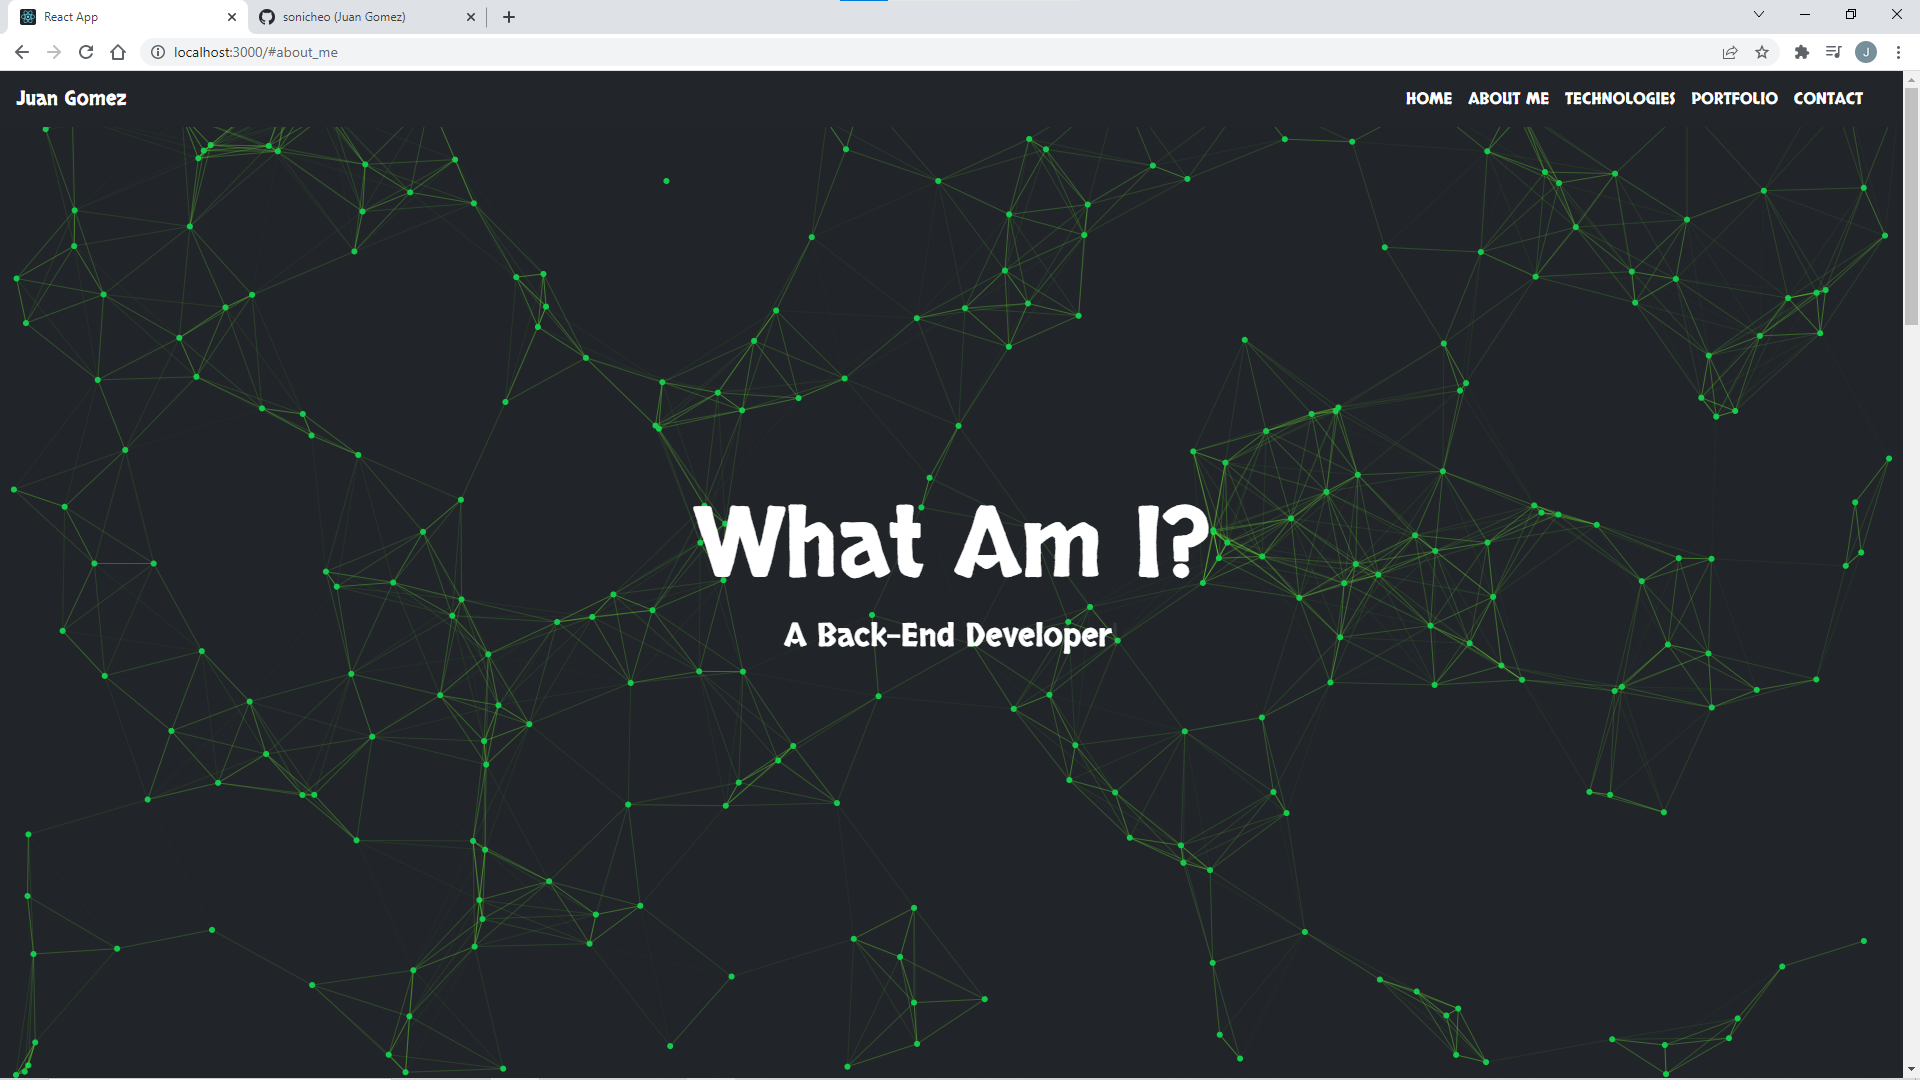 React App
sonicheo (Juan Gomez)
localhost:3000/#about_me
J
Juan Gomez
HOME ABOUT ME TECHNOLOGIES PORTFOLIO CONTACT
What Am I?
A Back-End Developer